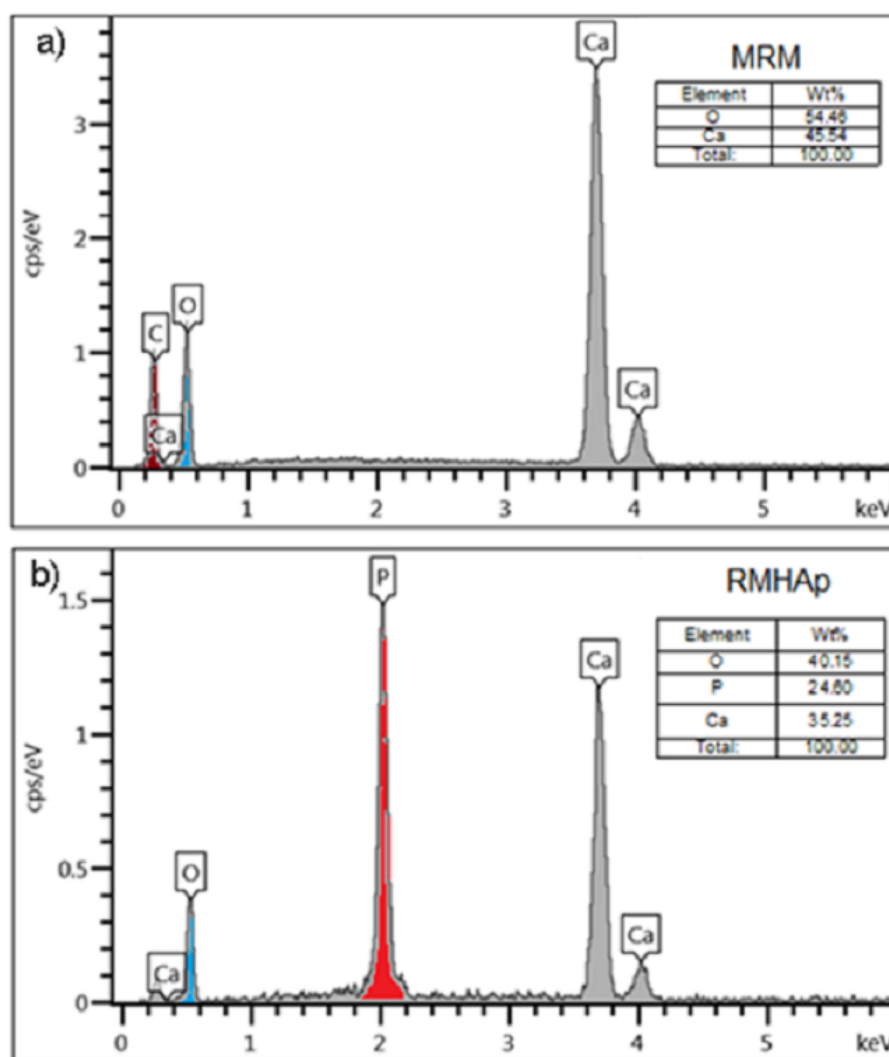 a)
MRM
Element Wt%
O 54.46
Ca 45.54
Total: 100.00
Ca
O
C
Ca
Ca
3
2
1
0
cps/eV
0 1 2 3 4 5 keV
b)
RMHAp
Element Wt%
O 40.15
P 24.60
Ca 35.25
Total: 100.00
P
Ca
O
Ca
Ca
1.5
1
0.5
0
cps/eV
0 1 2 3 4 5 keV